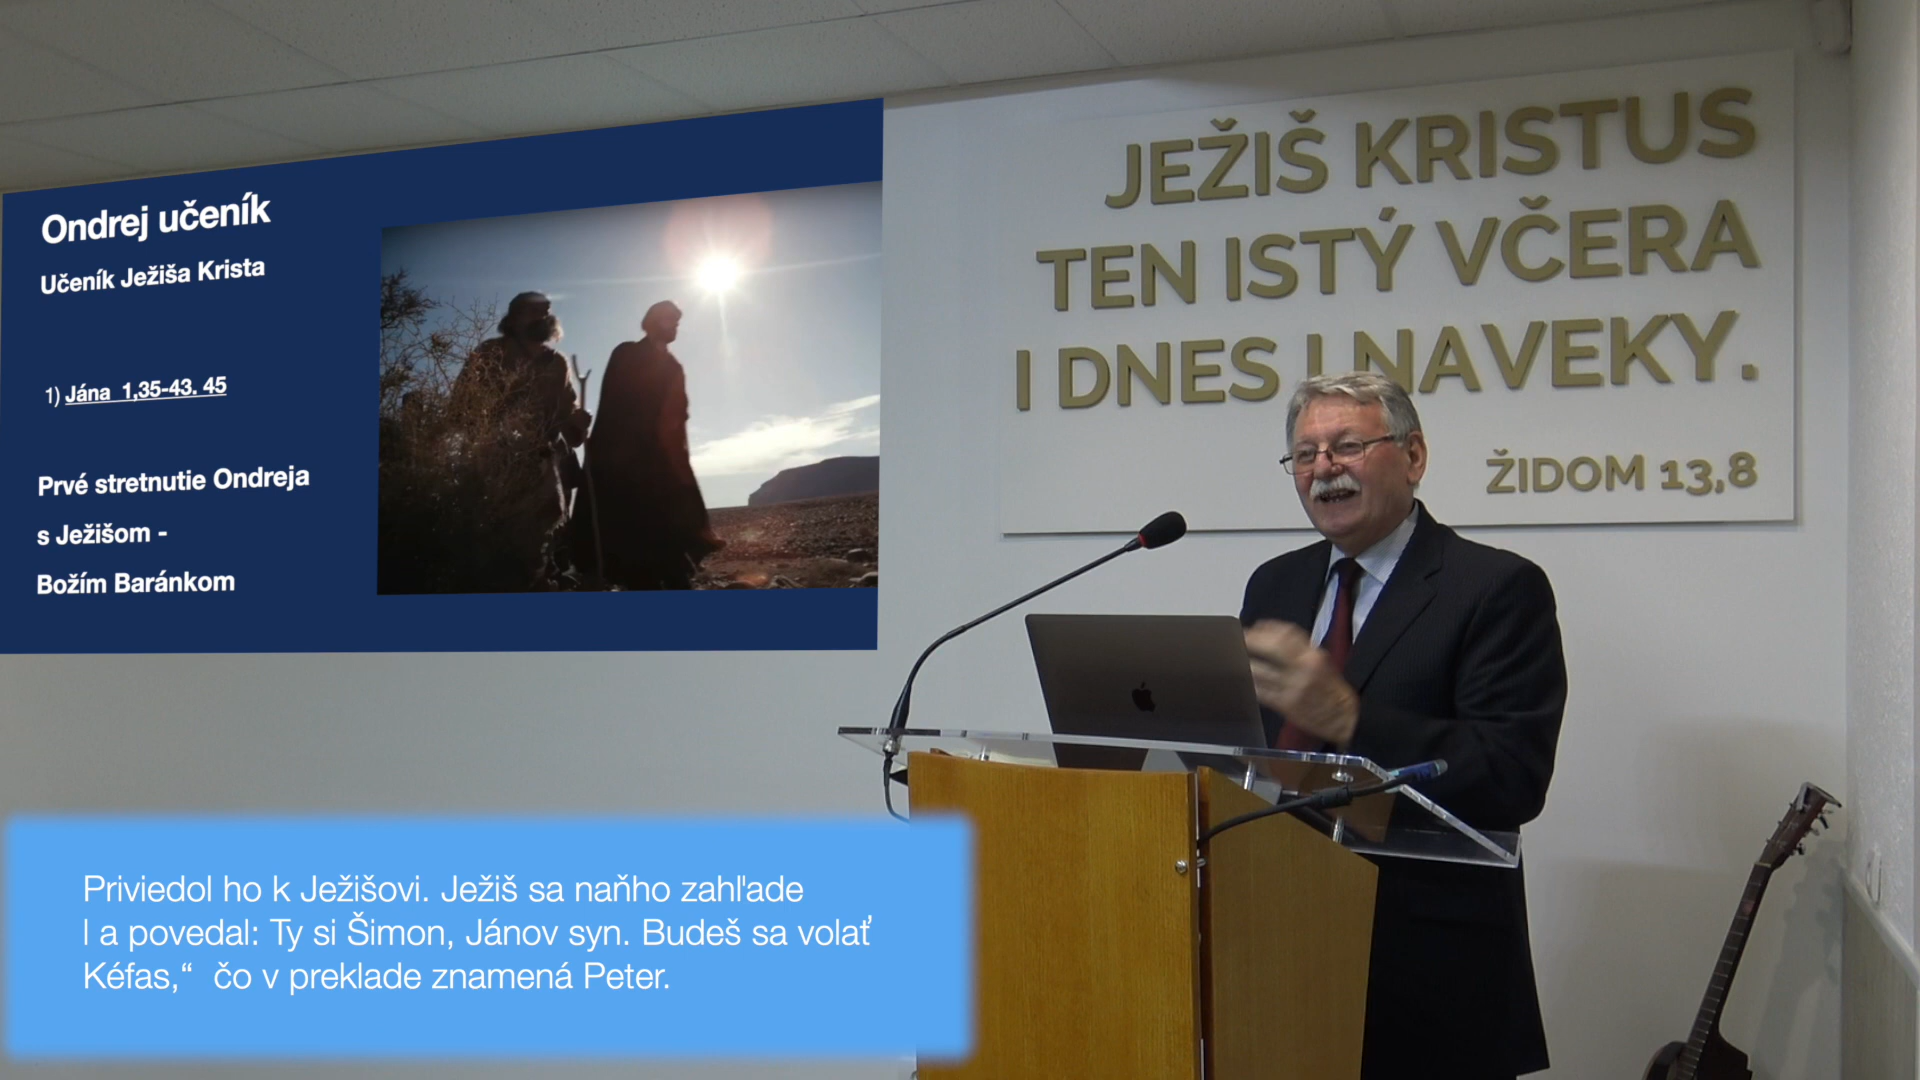 Ondrej učeník
Učeník Ježiša Krista
1) Jána 1,35-43. 45
Prvé stretnutie Ondreja
s Ježišom -
Božím Baránkom
JEŽIŠ KRISTUS
TEN ISTÝ VČERA
I DNES I NAVEKY.
ŽIDOM 13,8
Priviedol ho k Ježišovi. Ježiš sa naňho zahľade
l a povedal: Ty si Šimon, Jánov syn. Budeš sa volať
Kéfas,“ čo v preklade znamená Peter.